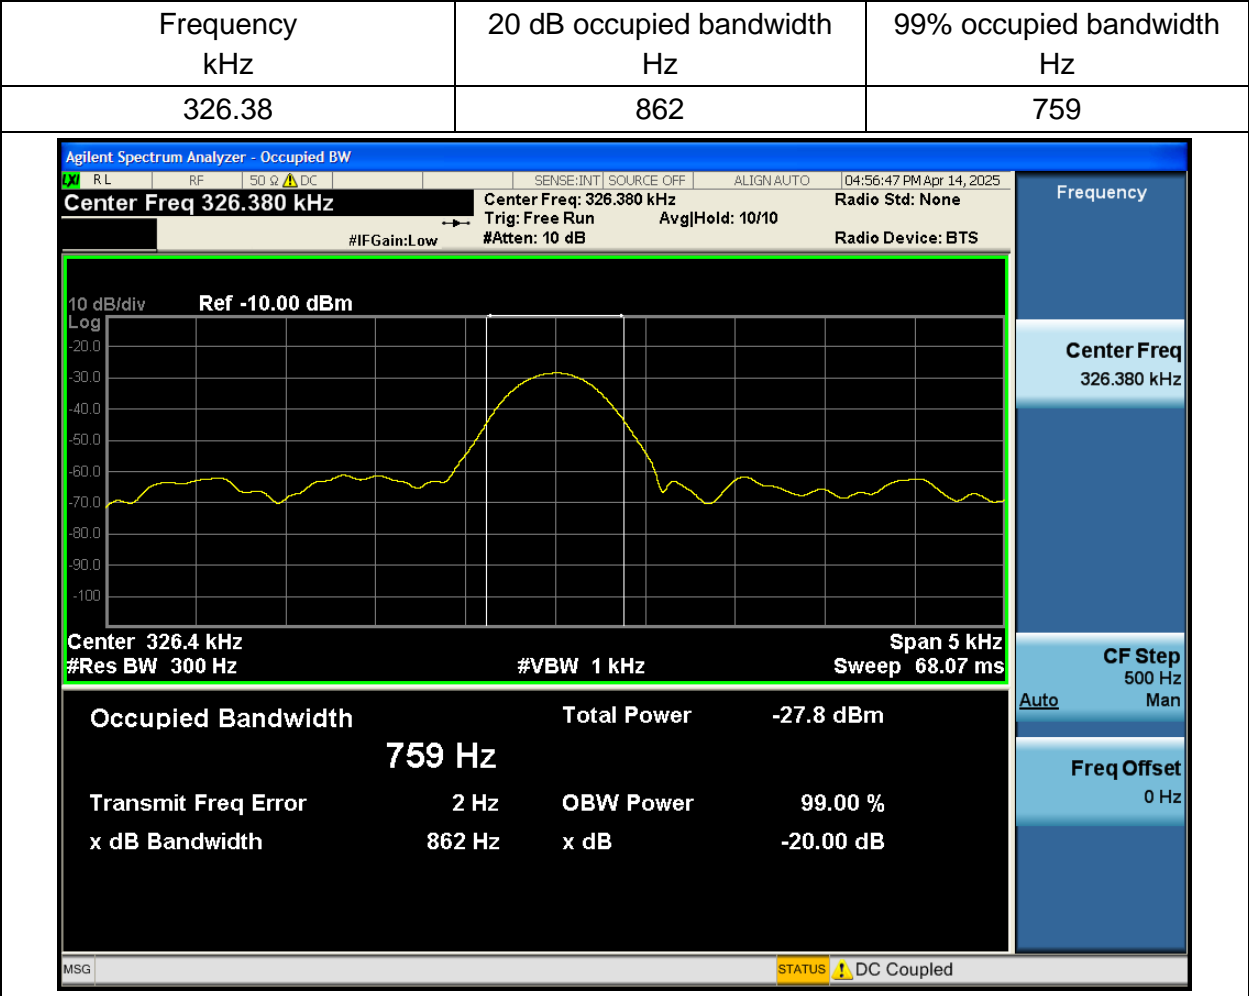 Frequency 20 dB occupied bandwidth 99% occupied bandwidth
kHz Hz Hz
326.38 862 759
Agilent Spectrum Analyzer - Occupied BW
LXI RL RF 50 Ω DC SENSE:INT SOURCE OFF ALIGN AUTO 04:56:47 PM Apr 14, 2025
Center Freq 326.380 kHz
Center Freq: 326.380 kHz Radio Std: None
Trig: Free Run Avg|Hold: 10/10
#IFGain:Low #Atten: 10 dB Radio Device: BTS
10 dB/div Ref -10.00 dBm
Log
-20.0
-30.0
-40.0
-50.0
-60.0
-70.0
-80.0
-90.0
-100
Center 326.4 kHz Span 5 kHz
#Res BW 300 Hz #VBW 1 kHz Sweep 68.07 ms
Occupied Bandwidth Total Power -27.8 dBm
759 Hz
Transmit Freq Error 2 Hz OBW Power 99.00 %
x dB Bandwidth 862 Hz x dB -20.00 dB
Frequency
Center Freq
326.380 kHz
CF Step
500 Hz
Auto Man
Freq Offset
0 Hz
MSG STATUS DC Coupled